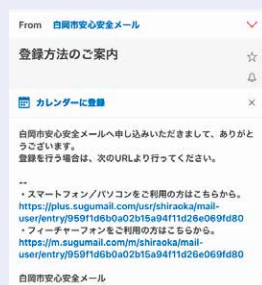 From 白岡市安心安全メール
登録方法のご案内
カレンダーに登録
白岡市安心安全メールへ申し込みいただきまして、ありがと
うございます。
登録を行う場合は、次のURLより行ってください。
--
・スマートフォン/パソコンをご利用の方はこちらから。
https://plus.sugumail.com/usr/shiraoka/mail-
user/entry/959f1d6b0a02b15a94f11d26e069fd80
・フィーチャーフォンをご利用の方はこちらから。
https://m.sugumail.com/m/shiraoka/mail-
user/entry/959f1d6b0a02b15a94f11d26e069fd80
白岡市安心安全メール